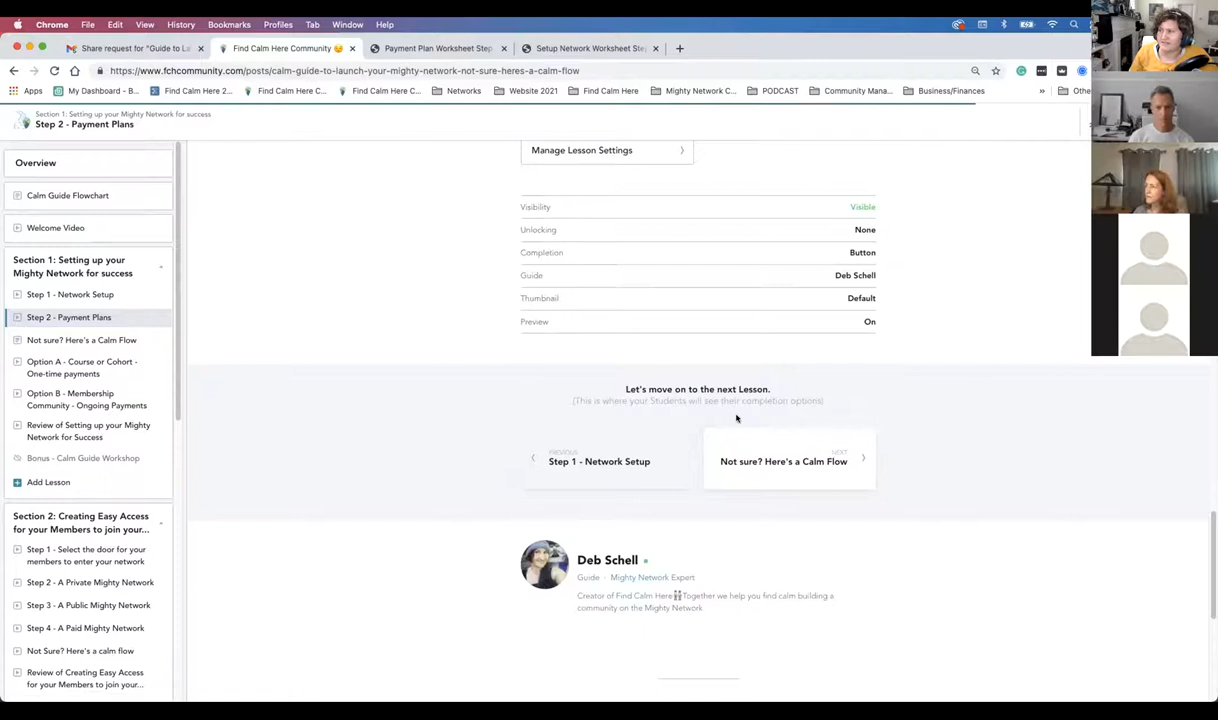 Chrome File Edit View History Bookmarks Profiles Tab Window Help
Share request for "Guide to La
Find Calm Here Community
Payment Plan Worksheet Step
Setup Network Worksheet Ste
https://www.fchcommunity.com/posts/calm-guide-to-launch-your-mighty-network-not-sure-heres-a-calm-flow
Apps My Dashboard - B... Find Calm Here 2... Find Calm Here C... Find Calm Here C... Networks Website 2021 Find Calm Here Mighty Network C... PODCAST Community Mana... Business/Finances » Othe
Section 1: Setting up your Mighty Network for success
Step 2 - Payment Plans
Overview
Calm Guide Flowchart
Welcome Video
Section 1: Setting up your
Mighty Network for success
Step 1 - Network Setup
Step 2 - Payment Plans
Not sure? Here's a Calm Flow
Option A - Course or Cohort -
One-time payments
Option B - Membership
Community - Ongoing Payments
Review of Setting up your Mighty
Network for Success
Bonus - Calm Guide Workshop
Add Lesson
Section 2: Creating Easy Access
for your Members to join your...
Step 1 - Select the door for your
members to enter your network
Step 2 - A Private Mighty Network
Step 3 - A Public Mighty Network
Step 4 - A Paid Mighty Network
Not Sure? Here's a calm flow
Review of Creating Easy Access
for your Members to join your...
Manage Lesson Settings
Visibility Visible
Unlocking None
Completion Button
Guide Deb Schell
Thumbnail Default
Preview On
Let's move on to the next Lesson.
(This is where your Students will see their completion options)
PREVIOUS
Step 1 - Network Setup
NEXT
Not sure? Here's a Calm Flow
Deb Schell
Guide · Mighty Network Expert
Creator of Find Calm Here Together we help you find calm building a
community on the Mighty Network